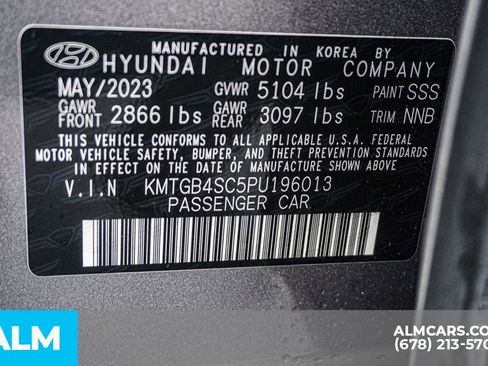 MANUFACTURED IN KOREA BY
HYUNDAI MOTOR COMPANY
MAY/2023 GVWR 5104 lbs PAINT SSS
GAWR FRONT 2866 lbs GAWR REAR 3097 lbs TRIM NNB
THIS VEHICLE CONFORMS TO ALL APPLICABLE U.S.A. FEDERAL
MOTOR VEHICLE SAFETY, BUMPER, AND THEFT PREVENTION
STANDARDS IN EFFECT ON THE DATE OF MANUFACTURE SHOWN ABOVE.
V.I.N KMTGB4SC5PU196013
PASSENGER CAR
ALM
ALMCARS.COM
(678) 213-570